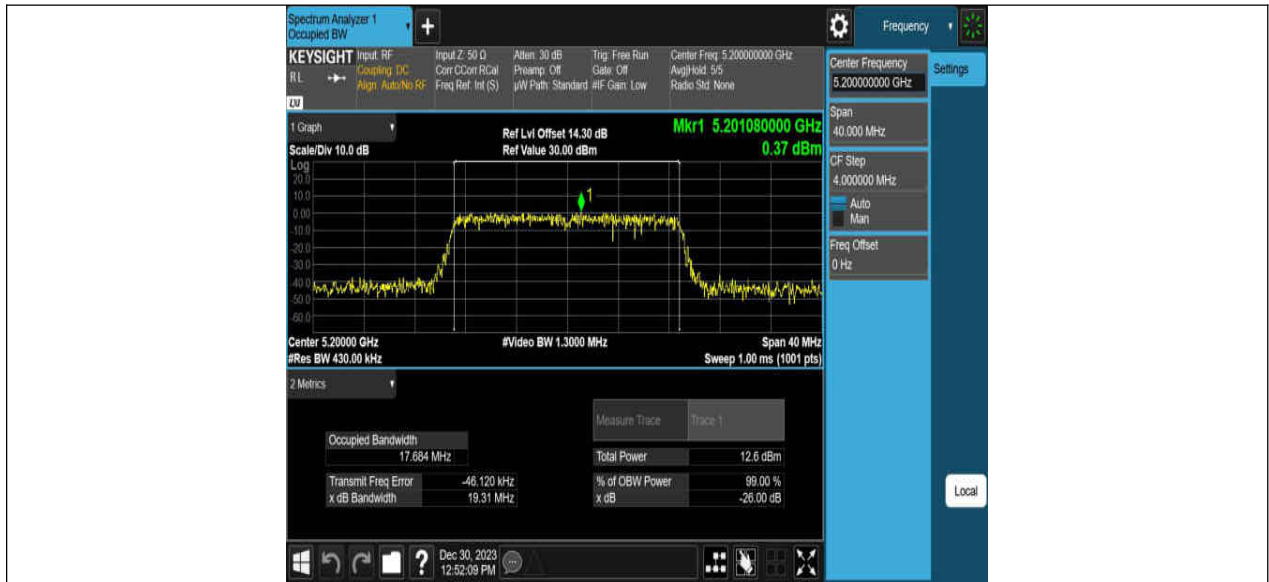 Spectrum Analyzer 1
Occupied BW
+
Frequency
KEYSIGHT Input: RF Input Z: 50 Ω Atten: 30 dB Trig: Free Run Center Freq: 5.200000000 GHz
RL Coupling: DC Corr CCorr RCal Preamp: Off Gate: Off Avg|Hold: 5/5
Align: Auto/No RF Freq Ref: Int (S) µW Path: Standard #IF Gain: Low Radio Std: None
LXI
Center Frequency
5.200000000 GHz
Settings
Span
40.000 MHz
CF Step
4.000000 MHz
Auto
Man
Freq Offset
0 Hz
1 Graph
Ref Lvl Offset 14.30 dB
Mkr1 5.201080000 GHz
Scale/Div 10.0 dB
Ref Value 30.00 dBm
0.37 dBm
Log
20.0
10.0
1
0.00
-10.0
-20.0
-30.0
-40.0
-50.0
-60.0
Center 5.20000 GHz #Video BW 1.3000 MHz Span 40 MHz
#Res BW 430.00 kHz Sweep 1.00 ms (1001 pts)
2 Metrics
Measure Trace Trace 1
Occupied Bandwidth
17.684 MHz
Total Power 12.6 dBm
Transmit Freq Error -46.120 kHz % of OBW Power 99.00 %
x dB Bandwidth 19.31 MHz x dB -26.00 dB
Local
?
Dec 30, 2023
12:52:09 PM